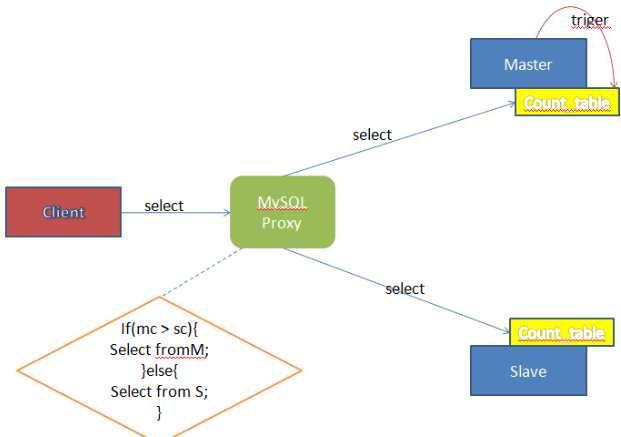 triger
Master
Count_table
select
Client
select
MySQL
Proxy
select
Count_table
Slave
If(mc > sc){
Select fromM;
}else{
Select from S;
}